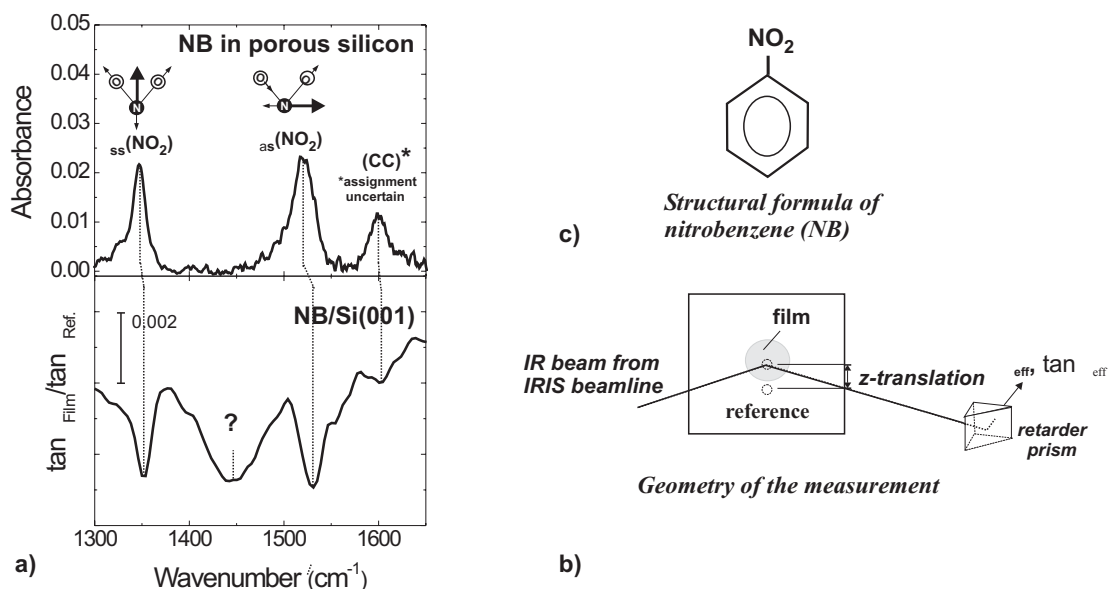 0.05
0.04
0.03
0.02
0.01
0.00
Absorbance
NB in porous silicon
N
N
ss(NO2)
as(NO2)
(CC)*
*assignment
uncertain
NB/Si(001)
0.002
tan Film/tan Ref.
?
1300 1400 1500 1600
Wavenumber (cm-1)
a)
NO2
Structural formula of
nitrobenzene (NB)
c)
film
IR beam from
IRIS beamline
z-translation
reference
eff, tan eff
retarder
prism
Geometry of the measurement
b)